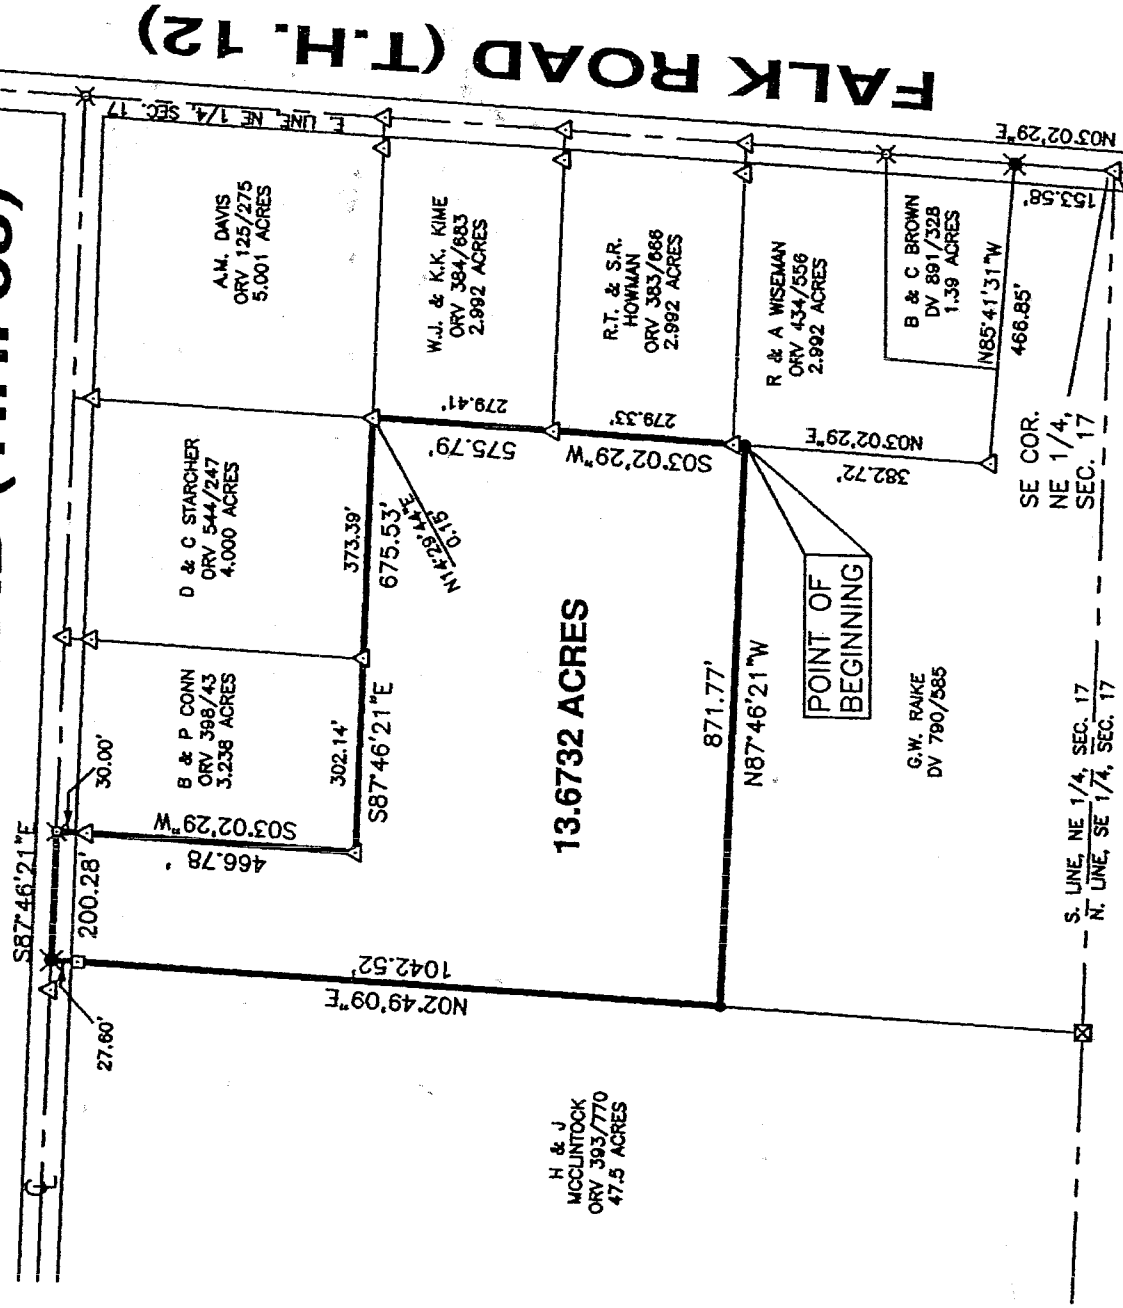 FALK ROAD (T.H. 12)
N03°02'29"E
E. LINE, NE 1/4, SEC. 17
153.58'
A.M. DAVIS
ORV 125/275
5.001 ACRES
W.J. & K.K. KIME
ORV 384/683
2.992 ACRES
R.T. & S.R.
HOWMAN
ORV 383/666
2.992 ACRES
R & A WISEMAN
ORV 434/556
2.992 ACRES
B & C BROWN
DV 891/328
1.39 ACRES
N85°41'31"W
466.85'
SE COR.
NE 1/4,
SEC. 17
279.41'
575.79'
279.33'
S03°02'29"W
N03°02'29"E
382.72'
D & C STARCHER
ORV 544/247
4.000 ACRES
373.39'
675.53'
N14°29'44"E
0.15'
B & P CONN
ORV 398/43
3.238 ACRES
302.14'
S87°46'21"E
30.00'
S03°02'29"W
466.78'
S87°46'21"E
200.28'
27.60'
13.6732 ACRES
871.77'
N87°46'21"W
POINT OF
BEGINNING
G.W. RAIKE
DV 790/585
1042.52'
N02°49'09"E
S. LINE, NE 1/4, SEC. 17
N. LINE, SE 1/4, SEC. 17
H & J
MCCLINTOCK
ORV 393/770
47.5 ACRES